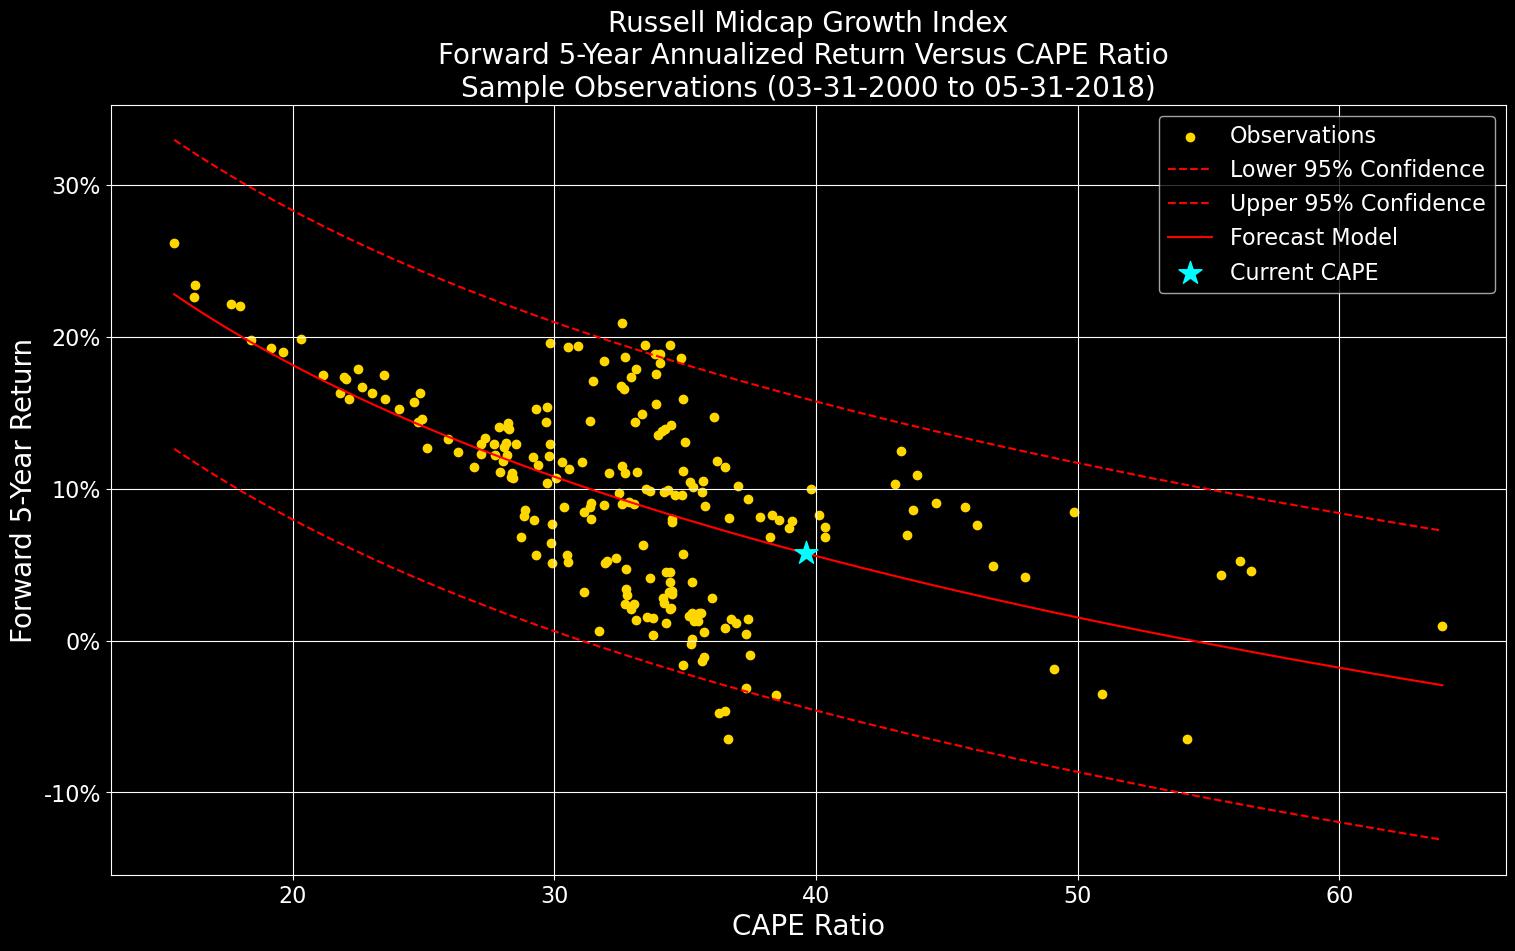 Russell Midcap Growth Index
Forward 5-Year Annualized Return Versus CAPE Ratio
Sample Observations (03-31-2000 to 05-31-2018)
Observations
Lower 95% Confidence
Upper 95% Confidence
Forecast Model
Current CAPE
Forward 5-Year Return
30%
20%
10%
0%
-10%
20 30 40 50 60
CAPE Ratio